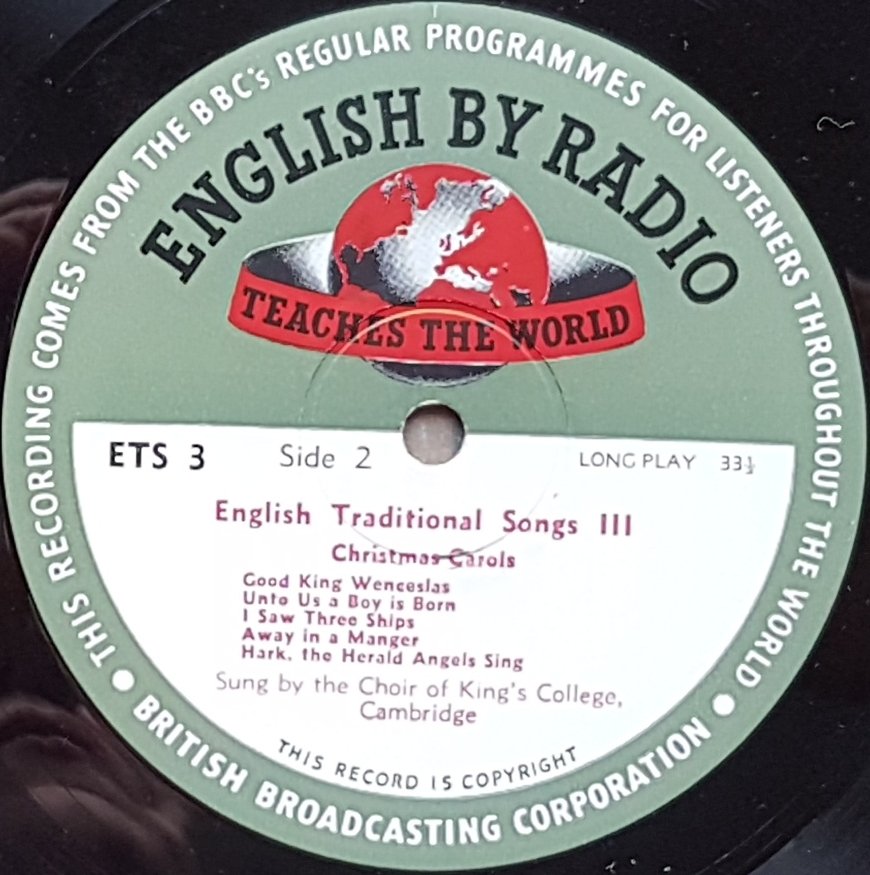 THIS RECORDING COMES FROM THE BBC's REGULAR PROGRAMMES FOR LISTENERS THROUGHOUT THE WORLD
ENGLISH BY RADIO
TEACHES THE WORLD
ETS 3 Side 2 LONG PLAY 33⅓
English Traditional Songs III
Christmas Carols
Good King Wenceslas
Unto Us a Boy is Born
I Saw Three Ships
Away in a Manger
Hark, the Herald Angels Sing
Sung by the Choir of King's College,
Cambridge
THIS RECORD IS COPYRIGHT
• BRITISH BROADCASTING CORPORATION •